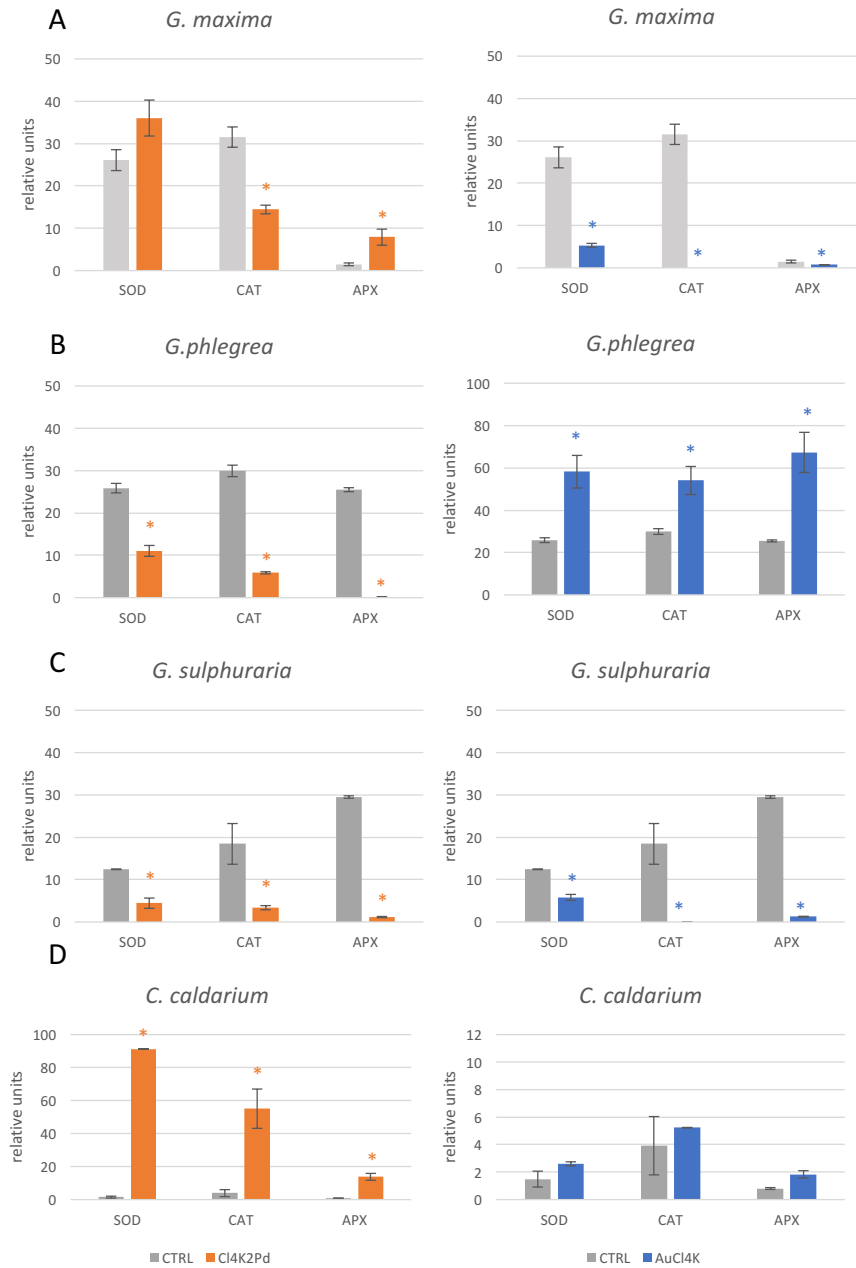 A
G. maxima
50
40
30
20
10
0
relative units
*
*
SOD CAT APX
G. maxima
50
40
30
20
10
0
relative units
*
*
*
SOD CAT APX
B
G.phlegrea
50
40
30
20
10
0
relative units
*
*
*
SOD CAT APX
G.phlegrea
100
80
60
40
20
0
relative units
*
*
*
SOD CAT APX
C
G. sulphuraria
50
40
30
20
10
0
relative units
*
*
*
SOD CAT APX
G. sulphuraria
50
40
30
20
10
0
relative units
*
*
*
SOD CAT APX
D
C. caldarium
100
80
60
40
20
0
relative units
*
*
*
SOD CAT APX
CTRL Cl4K2Pd
C. caldarium
12
10
8
6
4
2
0
relative units
SOD CAT APX
CTRL AuCl4K